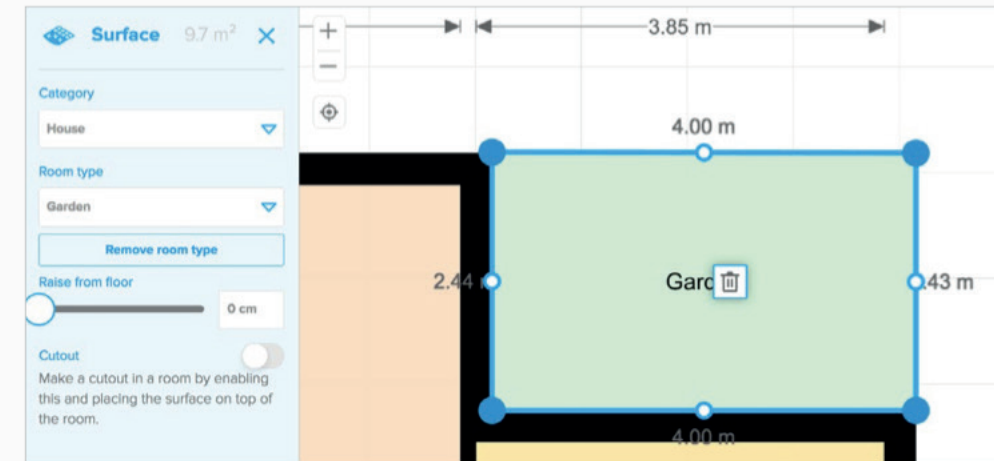 Surface 9.7 m²
Category
House
Room type
Garden
Remove room type
Raise from floor
0 cm
Cutout
Make a cutout in a room by enabling
this and placing the surface on top of
the room.
3.85 m
4.00 m
2.44
Gard
.43 m
4.00 m